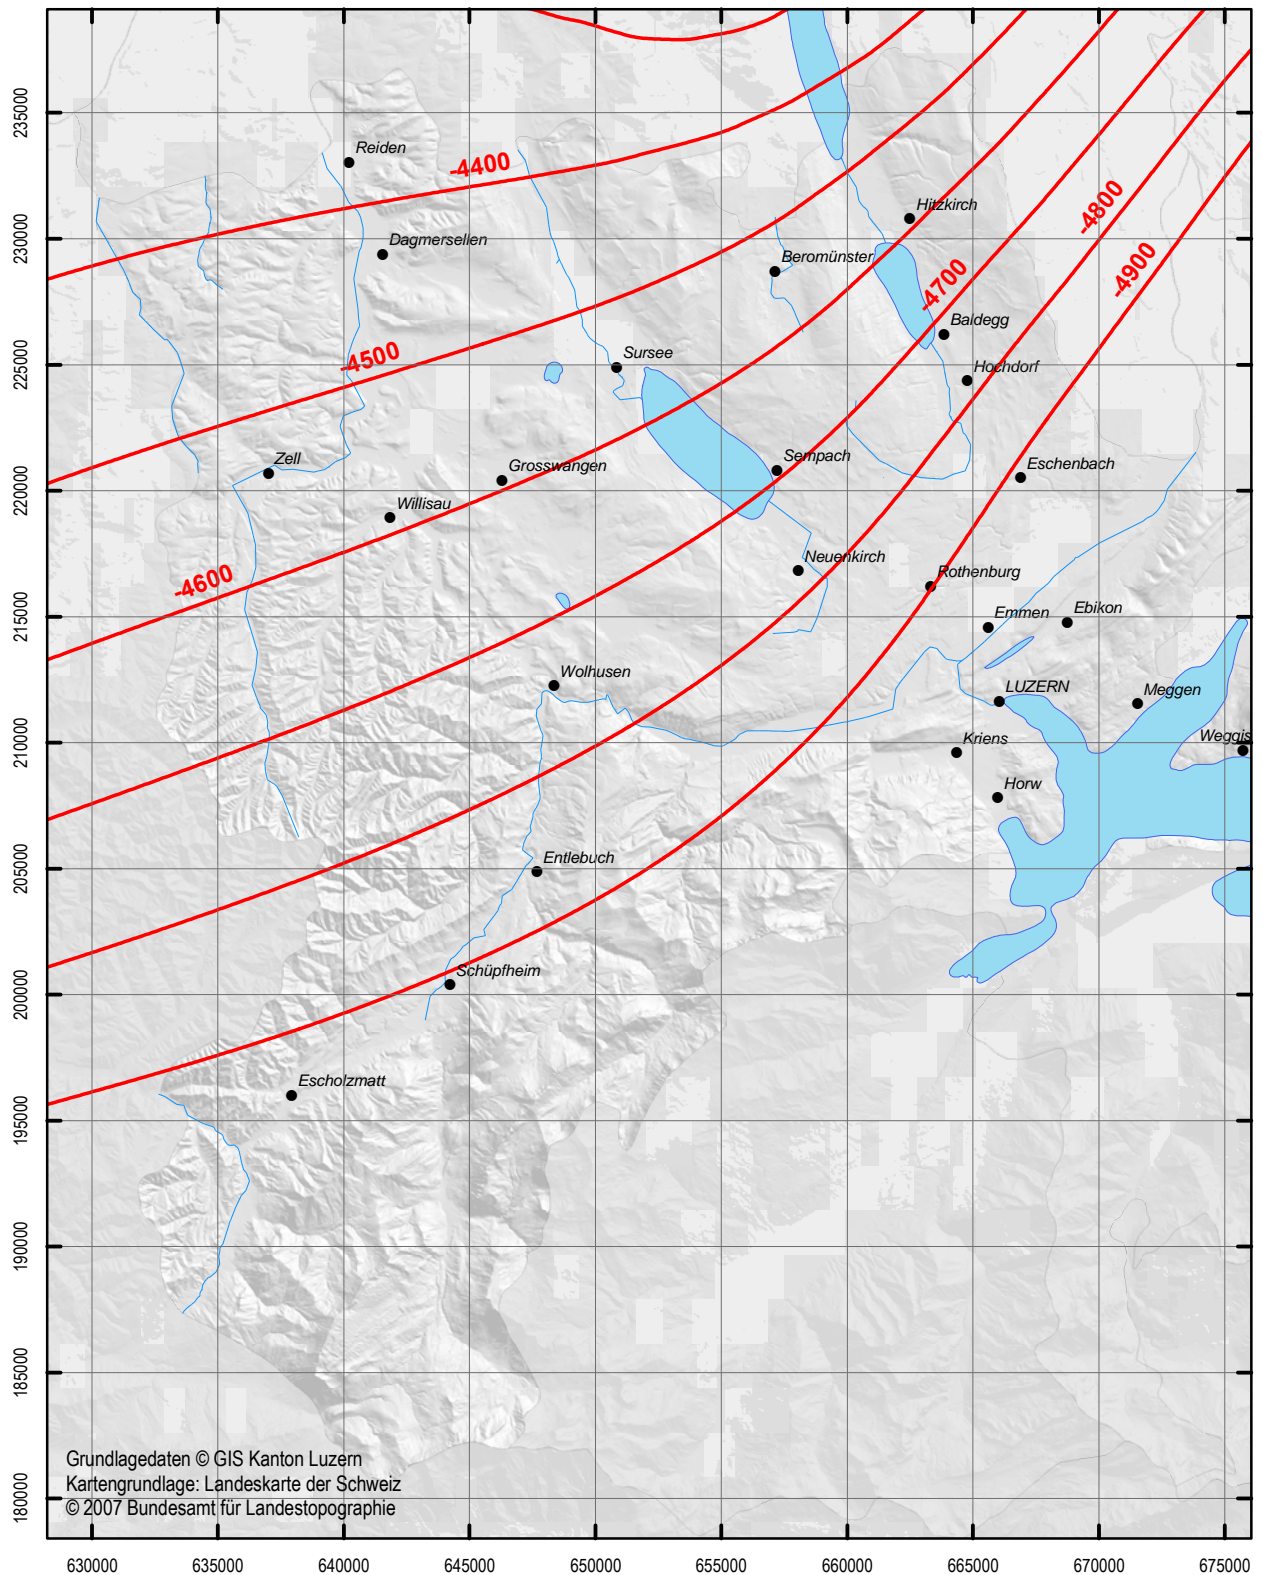 235000
230000
225000
220000
215000
210000
205000
200000
195000
190000
185000
180000
Reiden
-4400
Hitzkirch
-4800
Dagmersellen
Beromünster
-4900
-4700
Baldegg
-4500
Sursee
Hochdorf
Zell
Grosswangen
Sempach
Eschenbach
Willisau
Neuenkirch
-4600
Rothenburg
Emmen
Ebikon
Wolhusen
LUZERN
Meggen
Kriens
Weggis
Horw
Entlebuch
Schüpfheim
Escholzmatt
Grundlagedaten © GIS Kanton Luzern
Kartengrundlage: Landeskarte der Schweiz
© 2007 Bundesamt für Landestopographie
630000 635000 640000 645000 650000 655000 660000 665000 670000 675000